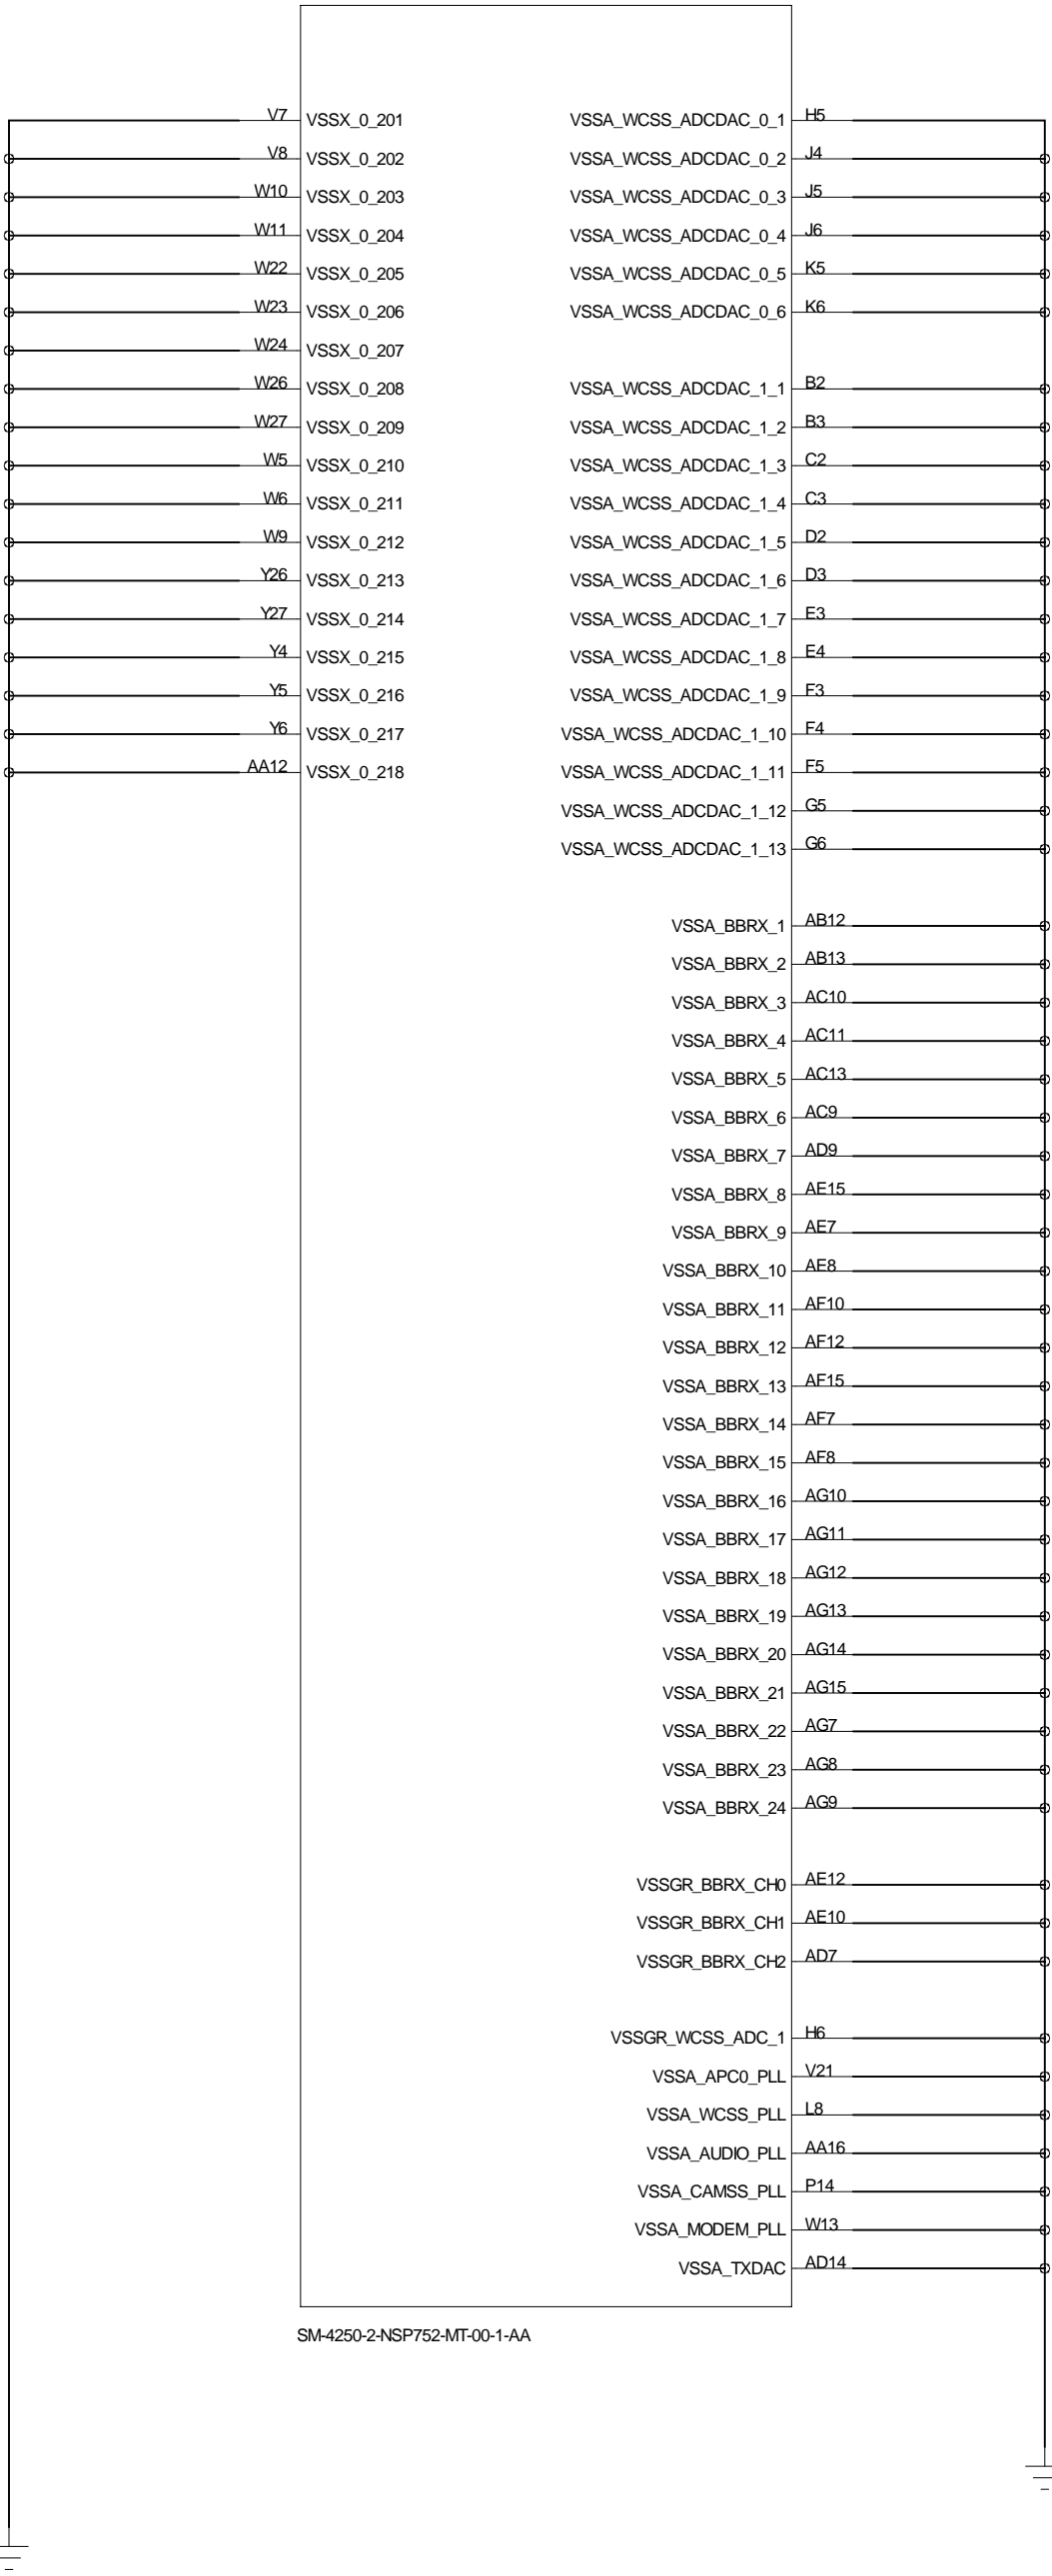 V7 VSSX_0_201 VSSA_WCSS_ADCDAC_0_1 H5
V8 VSSX_0_202 VSSA_WCSS_ADCDAC_0_2 J4
W10 VSSX_0_203 VSSA_WCSS_ADCDAC_0_3 J5
W11 VSSX_0_204 VSSA_WCSS_ADCDAC_0_4 J6
W22 VSSX_0_205 VSSA_WCSS_ADCDAC_0_5 K5
W23 VSSX_0_206 VSSA_WCSS_ADCDAC_0_6 K6
W24 VSSX_0_207
W26 VSSX_0_208 VSSA_WCSS_ADCDAC_1_1 B2
W27 VSSX_0_209 VSSA_WCSS_ADCDAC_1_2 B3
W5 VSSX_0_210 VSSA_WCSS_ADCDAC_1_3 C2
W6 VSSX_0_211 VSSA_WCSS_ADCDAC_1_4 C3
W9 VSSX_0_212 VSSA_WCSS_ADCDAC_1_5 D2
Y26 VSSX_0_213 VSSA_WCSS_ADCDAC_1_6 D3
Y27 VSSX_0_214 VSSA_WCSS_ADCDAC_1_7 E3
Y4 VSSX_0_215 VSSA_WCSS_ADCDAC_1_8 E4
Y5 VSSX_0_216 VSSA_WCSS_ADCDAC_1_9 F3
Y6 VSSX_0_217 VSSA_WCSS_ADCDAC_1_10 F4
AA12 VSSX_0_218 VSSA_WCSS_ADCDAC_1_11 F5
VSSA_WCSS_ADCDAC_1_12 G5
VSSA_WCSS_ADCDAC_1_13 G6
VSSA_BBRX_1 AB12
VSSA_BBRX_2 AB13
VSSA_BBRX_3 AC10
VSSA_BBRX_4 AC11
VSSA_BBRX_5 AC13
VSSA_BBRX_6 AC9
VSSA_BBRX_7 AD9
VSSA_BBRX_8 AE15
VSSA_BBRX_9 AE7
VSSA_BBRX_10 AE8
VSSA_BBRX_11 AF10
VSSA_BBRX_12 AF12
VSSA_BBRX_13 AF15
VSSA_BBRX_14 AF7
VSSA_BBRX_15 AF8
VSSA_BBRX_16 AG10
VSSA_BBRX_17 AG11
VSSA_BBRX_18 AG12
VSSA_BBRX_19 AG13
VSSA_BBRX_20 AG14
VSSA_BBRX_21 AG15
VSSA_BBRX_22 AG7
VSSA_BBRX_23 AG8
VSSA_BBRX_24 AG9
VSSGR_BBRX_CH0 AE12
VSSGR_BBRX_CH1 AE10
VSSGR_BBRX_CH2 AD7
VSSGR_WCSS_ADC_1 H6
VSSA_APC0_PLL V21
VSSA_WCSS_PLL L8
VSSA_AUDIO_PLL AA16
VSSA_CAMSS_PLL P14
VSSA_MODEM_PLL W13
VSSA_TXDAC AD14
SM-4250-2-NSP752-MT-00-1-AA